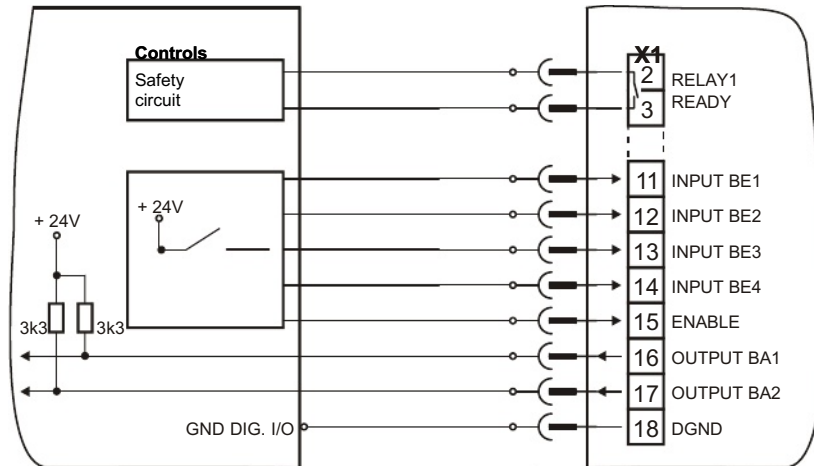 Controls
Safety
circuit
+ 24V
+ 24V
3k3
3k3
GND DIG. I/O
X1
2
RELAY1
3
READY
11 INPUT BE1
12 INPUT BE2
13 INPUT BE3
14 INPUT BE4
15 ENABLE
16 OUTPUT BA1
17 OUTPUT BA2
18 DGND